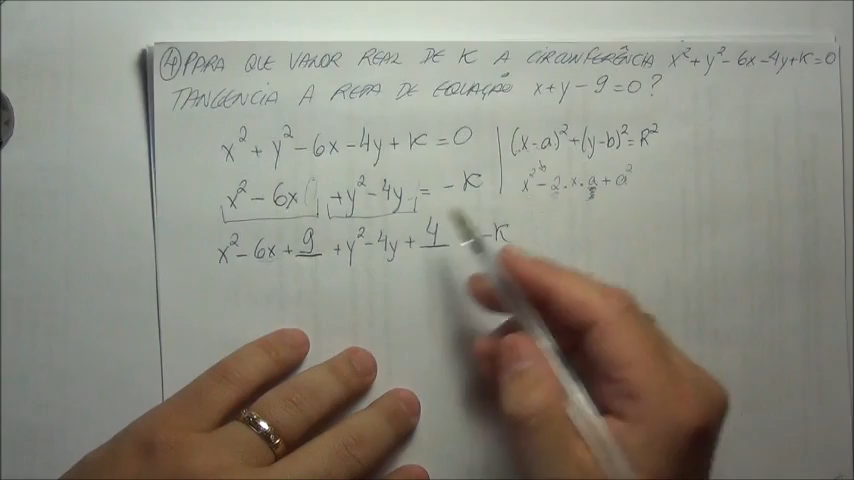 ④ PARA QUE VALOR REAL DE K A CIRCUNFERÊNCIA x² + y² - 6x - 4y + K = 0
TANGENCIA A RETA DE EQUAÇÃO x + y - 9 = 0?
x² + y² - 6x - 4y + K = 0
(x - a)² + (y - b)² = R²
x² - 6x + y² - 4y = - K
x² - 2 . x . a + a²
x² - 6x + 9 + y² - 4y + 4 - K